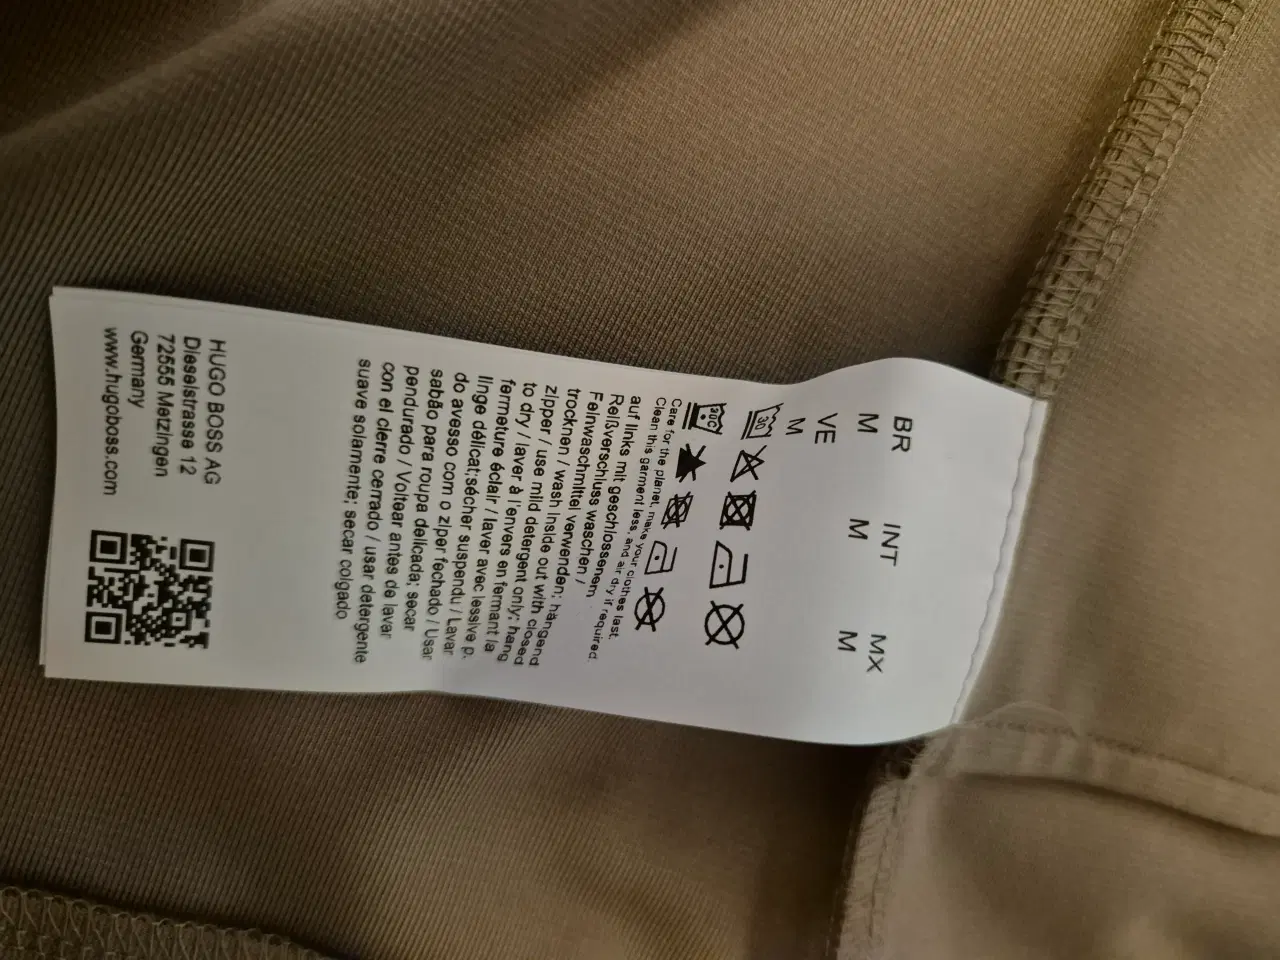 BR INT MX
M M M
VE
M
30
30C
Care for the planet, make your clothes last.
Clean this garment less, and air dry if required.
auf links mit geschlossenem
Reißverschluss waschen /
Feinwaschmittel verwenden; hängend
trocknen / wash inside out with closed
zipper / use mild detergent only; hang
to dry / laver à l'envers en fermant la
fermeture éclair / laver avec lessive p.
linge délicat;sécher suspendu / Lavar
do avesso com o zíper fechado / Usar
sabão para roupa delicada; secar
pendurado / Voltear antes de lavar
con el cierre cerrado / usar detergente
suave solamente; secar colgado
HUGO BOSS AG
Dieselstrasse 12
72555 Metzingen
Germany
www.hugoboss.com